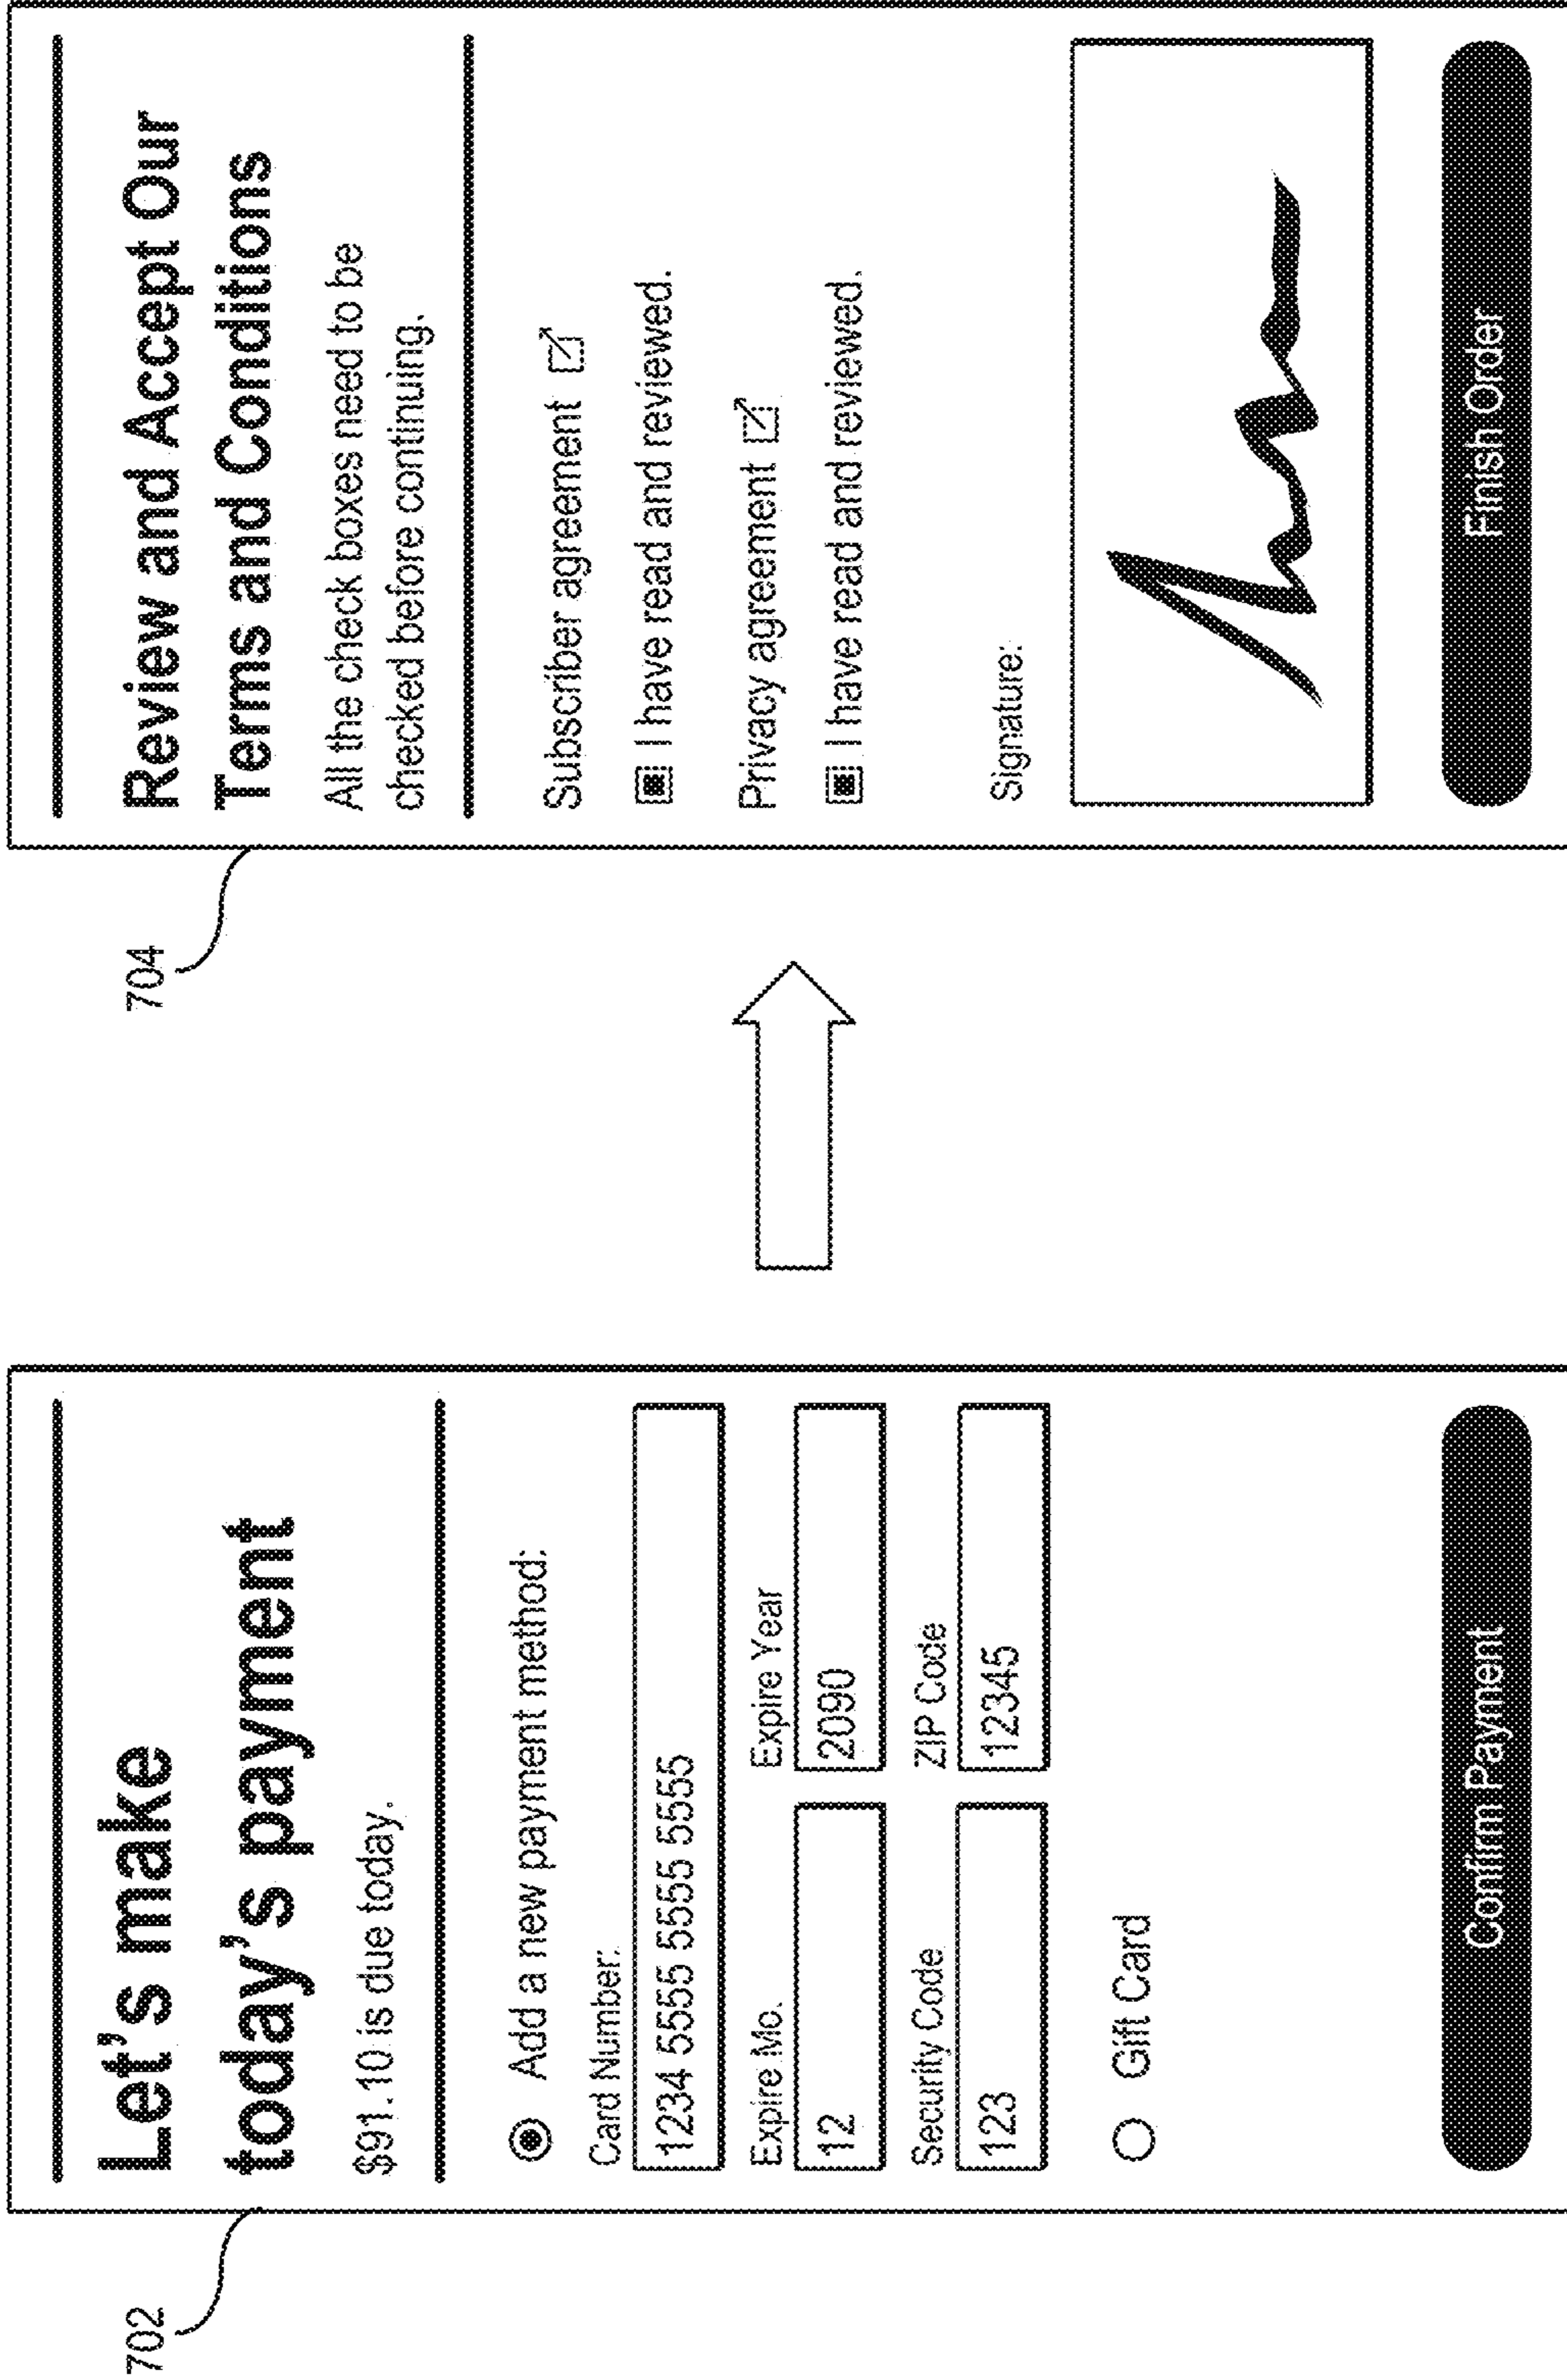 702
Let's make
today's payment
$91.10 is due today.
Add a new payment method:
Card Number:
1234 5555 5555 5555 5555
Expire Mo.
Expire Year
12
2090
Security Code
ZIP Code
123
12345
Gift Card
Confirm Payment
704
Review and Accept Our
Terms and Conditions
All the check boxes need to be
checked before continuing.
Subscriber agreement
I have read and reviewed.
Privacy agreement
I have read and reviewed.
Signature:
Finish Order